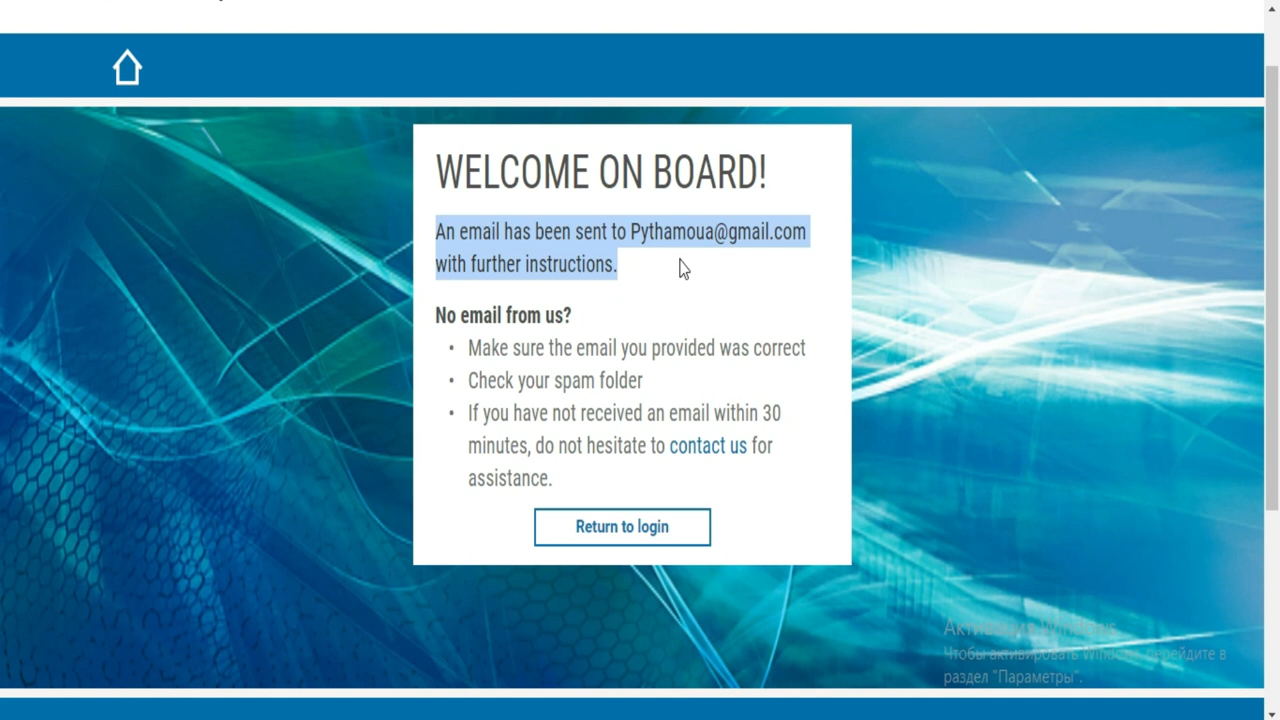 WELCOME ON BOARD!
An email has been sent to Pythamoua@gmail.com
with further instructions.
No email from us?
• Make sure the email you provided was correct
• Check your spam folder
• If you have not received an email within 30
minutes, do not hesitate to contact us for
assistance.
Return to login
Активация Windows
Чтобы активировать Windows, перейдите в
раздел "Параметры".